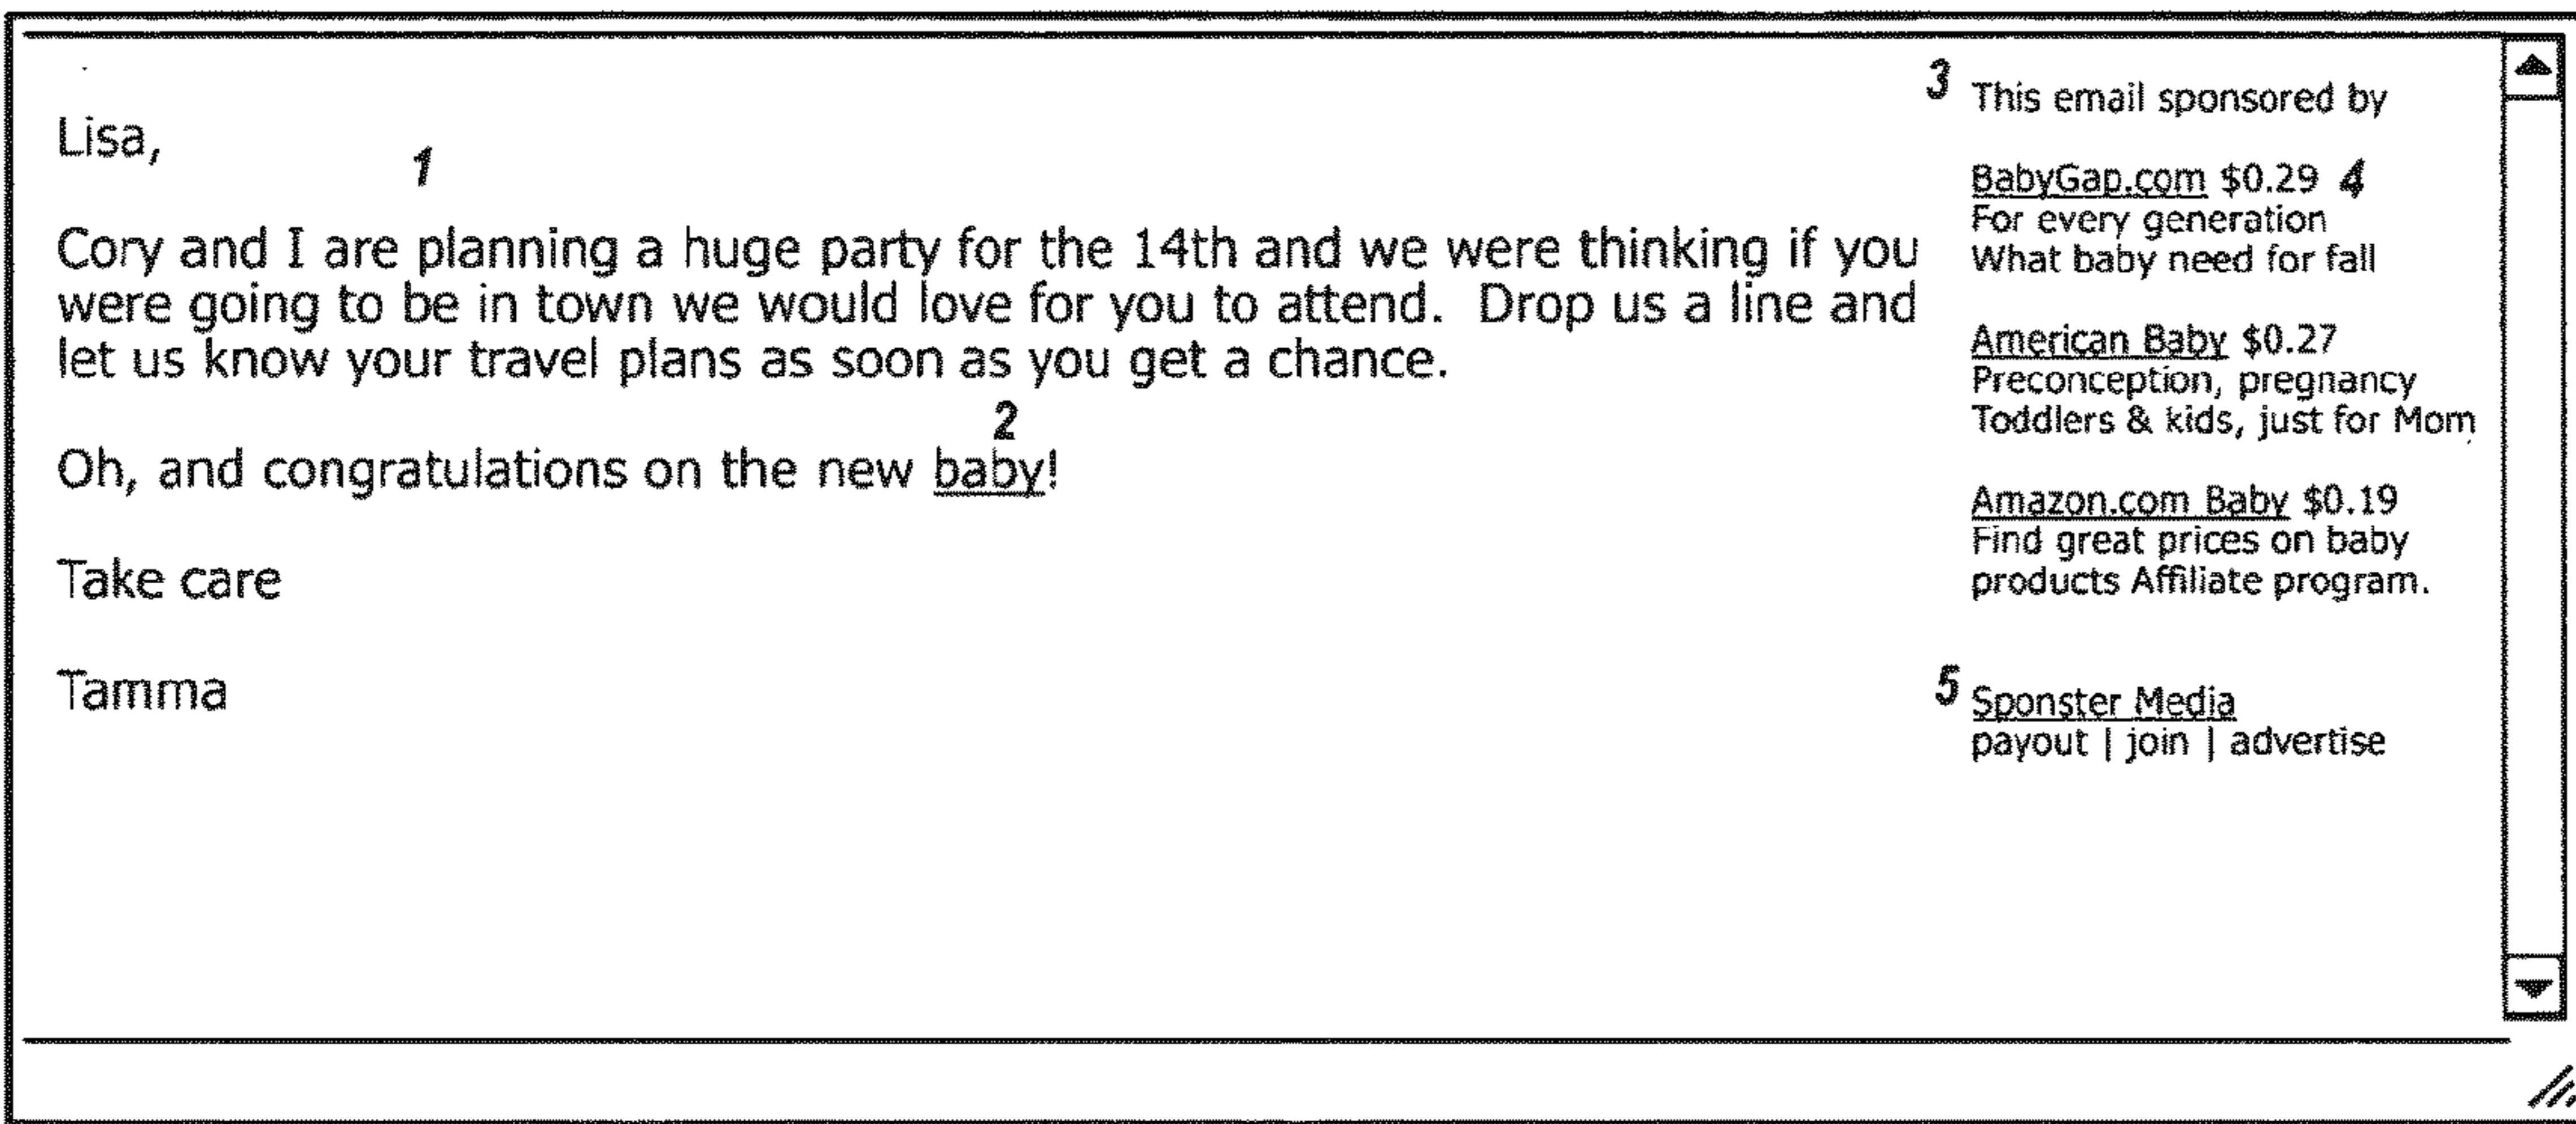 Lisa,
1
Cory and I are planning a huge party for the 14th and we were thinking if you
were going to be in town we would love for you to attend.  Drop us a line and
let us know your travel plans as soon as you get a chance.
2
Oh, and congratulations on the new baby!
Take care
Tamma
3 This email sponsored by
BabyGap.com $0.29 4
For every generation
What baby need for fall
American Baby $0.27
Preconception, pregnancy
Toddlers & kids, just for Mom
Amazon.com Baby $0.19
Find great prices on baby
products Affiliate program.
5 Sponster Media
payout | join | advertise